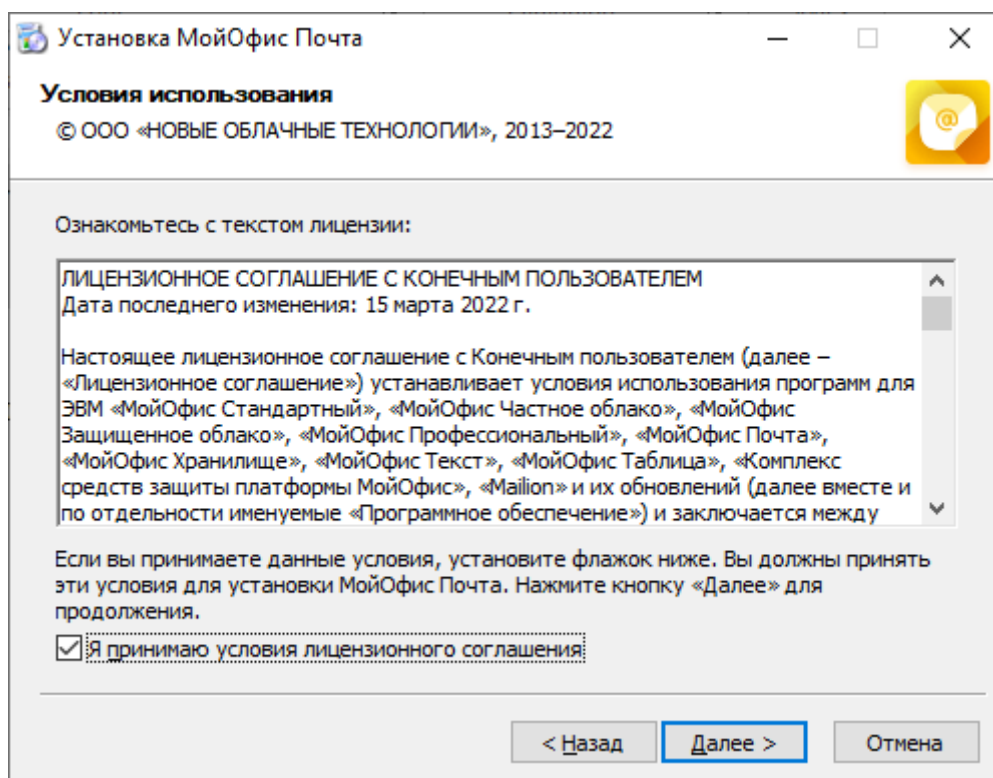 Установка МойОфис Почта
Условия использования
© ООО «НОВЫЕ ОБЛАЧНЫЕ ТЕХНОЛОГИИ», 2013–2022
@
Ознакомьтесь с текстом лицензии:
ЛИЦЕНЗИОННОЕ СОГЛАШЕНИЕ С КОНЕЧНЫМ ПОЛЬЗОВАТЕЛЕМ
Дата последнего изменения: 15 марта 2022 г.
Настоящее лицензионное соглашение с Конечным пользователем (далее –
«Лицензионное соглашение») устанавливает условия использования программ для
ЭВМ «МойОфис Стандартный», «МойОфис Частное облако», «МойОфис
Защищенное облако», «МойОфис Профессиональный», «МойОфис Почта»,
«МойОфис Хранилище», «МойОфис Текст», «МойОфис Таблица», «Комплекс
средств защиты платформы МойОфис», «Mailion» и их обновлений (далее вместе и
по отдельности именуемые «Программное обеспечение») и заключается между
Если вы принимаете данные условия, установите флажок ниже. Вы должны принять
эти условия для установки МойОфис Почта. Нажмите кнопку «Далее» для
продолжения.
Я принимаю условия лицензионного соглашения
< Назад
Далее >
Отмена